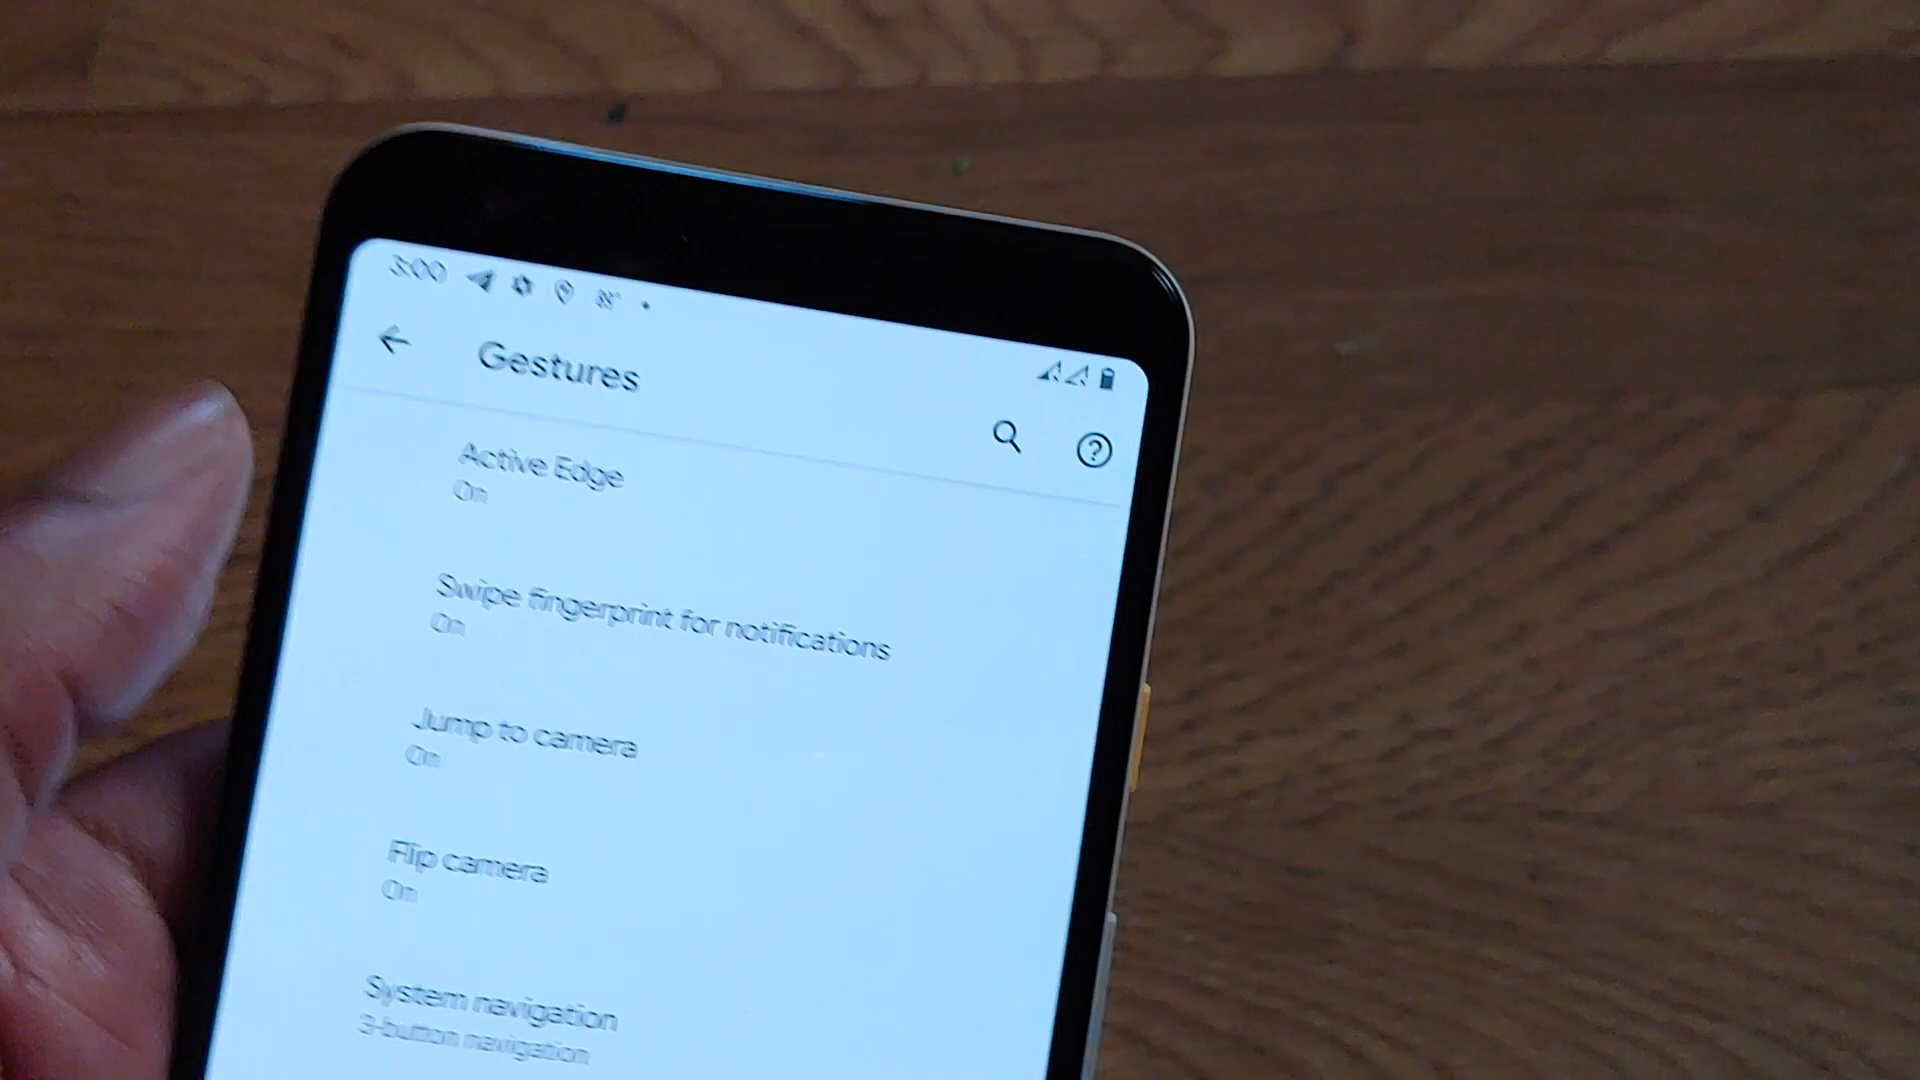 3:00
Gestures
Active Edge
On
Swipe fingerprint for notifications
On
Jump to camera
On
Flip camera
On
System navigation
3-button navigation